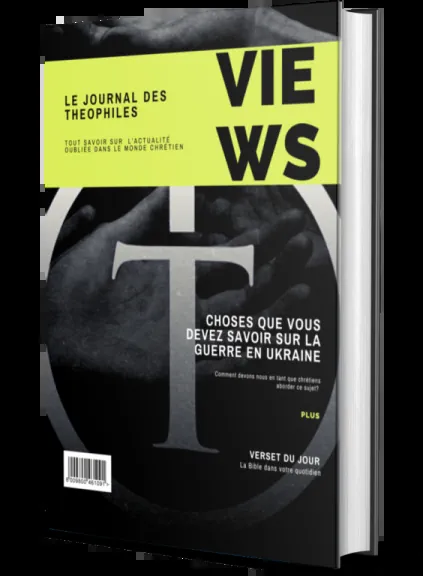 VIE
WS
LE JOURNAL DES
THEOPHILES
TOUT SAVOIR SUR L'ACTUALITÉ
OUBLIÉE DANS LE MONDE CHRÉTIEN
CHOSES QUE VOUS
DEVEZ SAVOIR SUR LA
GUERRE EN UKRAINE
Comment devons nous en tant que chrétiens
aborder ce sujet?
PLUS
VERSET DU JOUR
La Bible dans votre quotidien